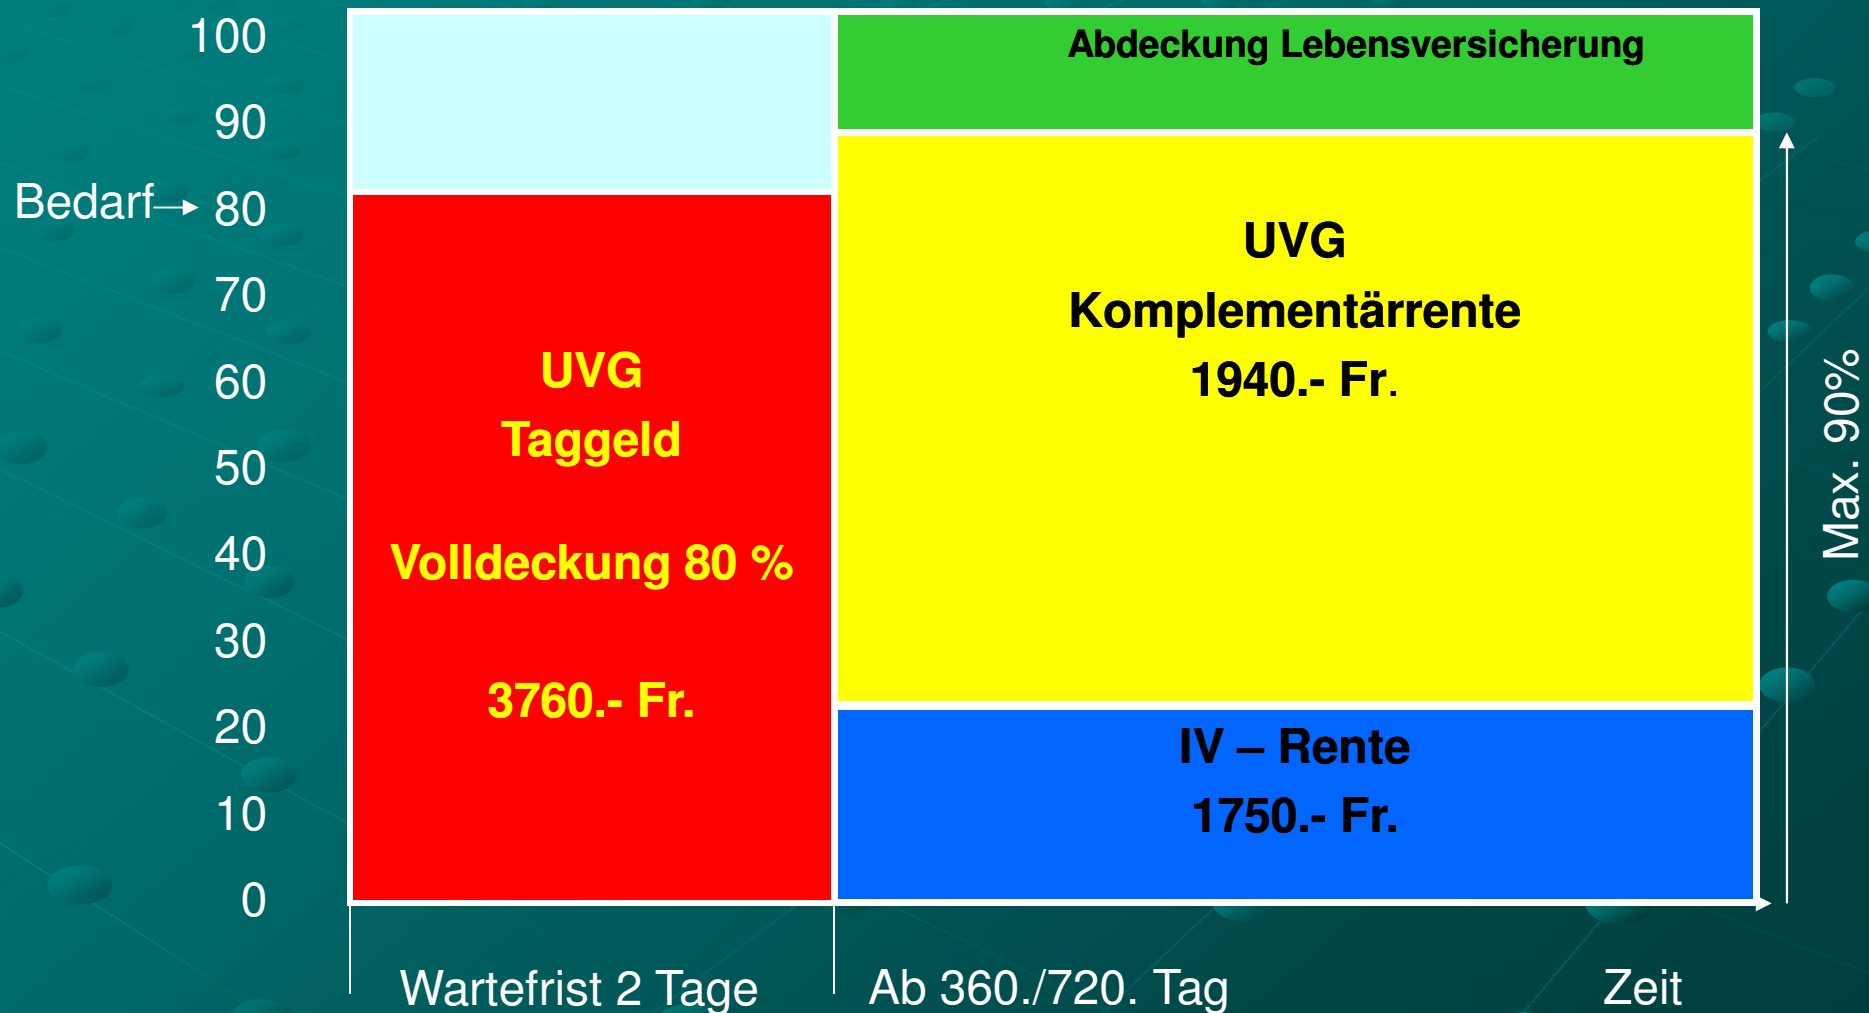 100
90
Bedarf
80
70
60
50
40
30
20
10
0
UVG
Taggeld
Volldeckung 80 %
3760.- Fr.
Abdeckung Lebensversicherung
UVG
Komplementärrente
1940.- Fr.
IV – Rente
1750.- Fr.
Max. 90%
Wartefrist 2 Tage
Ab 360./720. Tag
Zeit